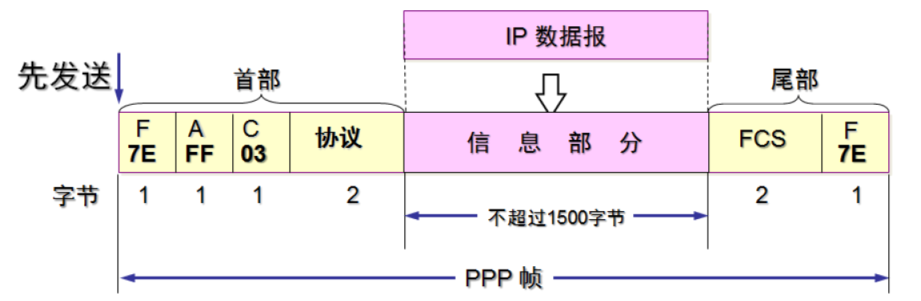 IP 数据报
先发送
首部
尾部
F A C 协议 信 息 部 分 FCS F
7E FF 03 7E
字节 1 1 1 2 2 1
不超过1500字节
PPP 帧